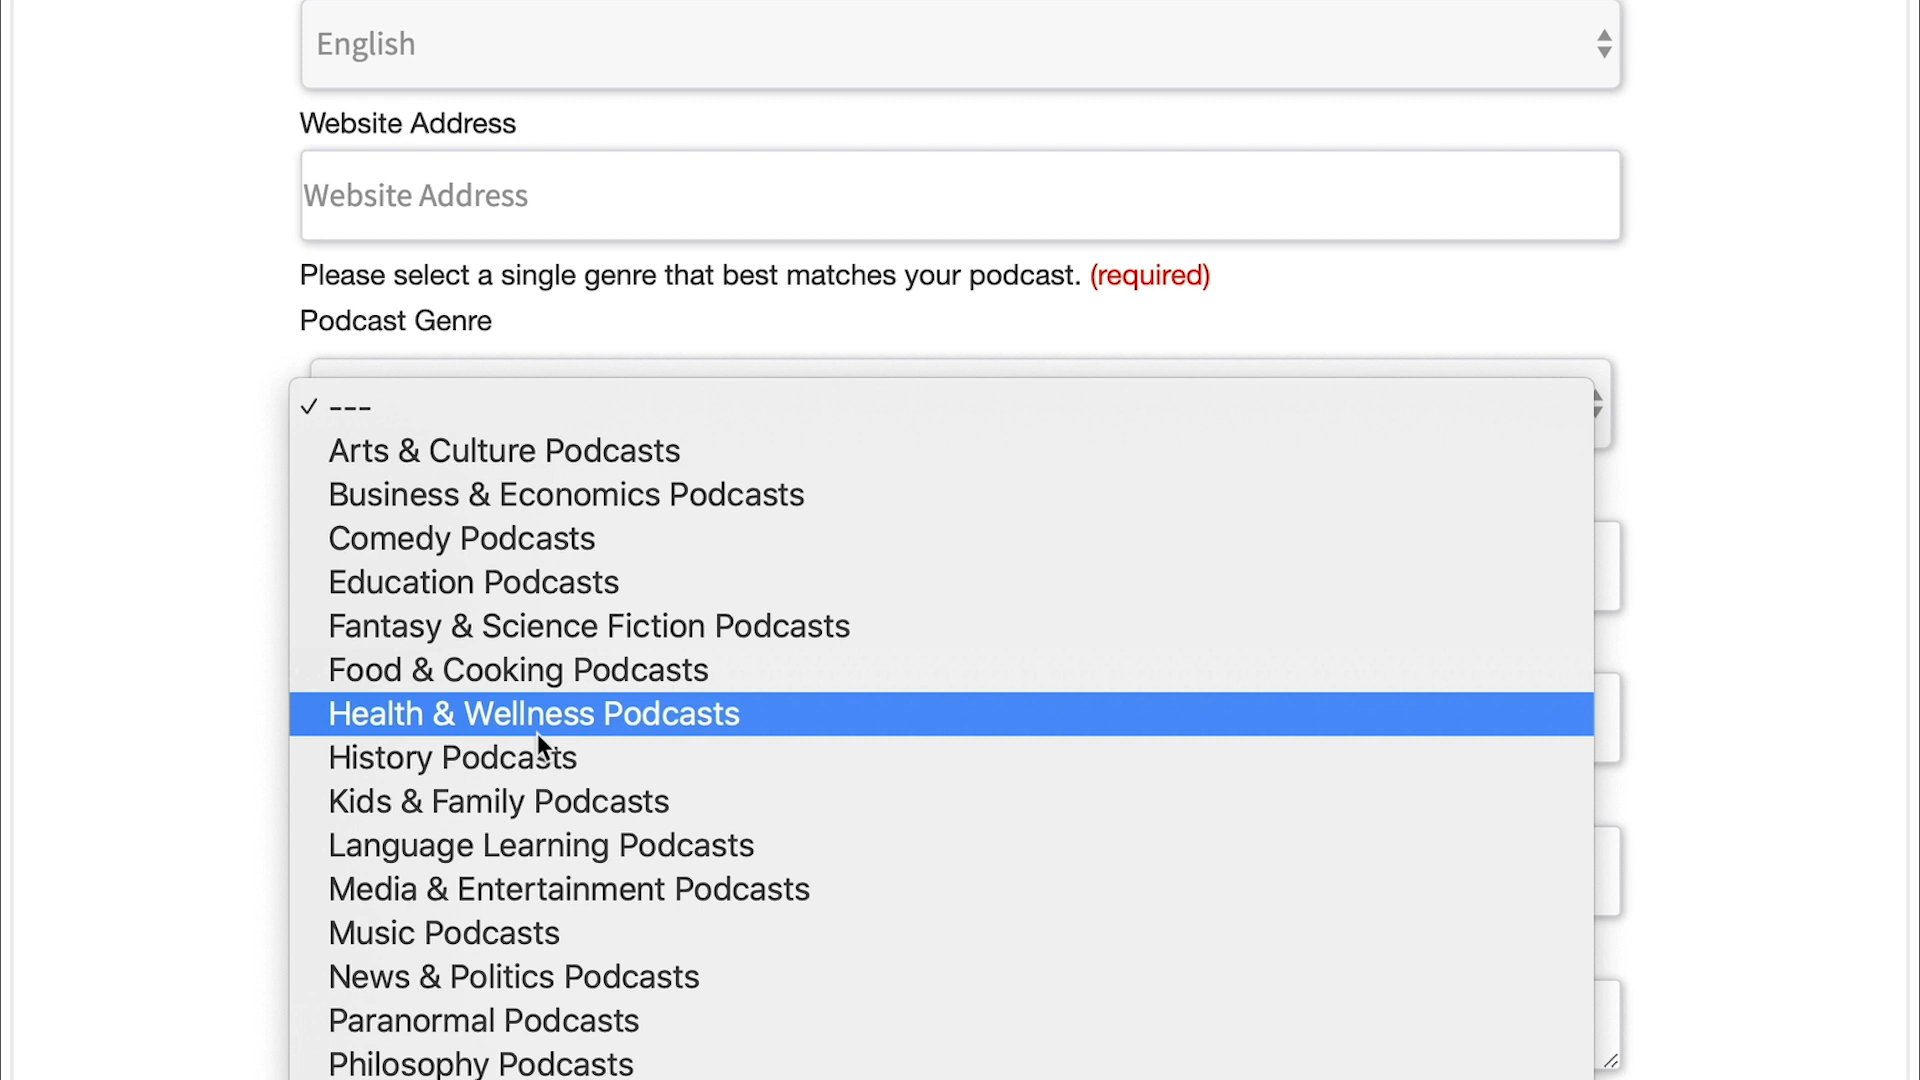 English
Website Address
Website Address
Please select a single genre that best matches your podcast. (required)
Podcast Genre
✓ ---
Arts & Culture Podcasts
Business & Economics Podcasts
Comedy Podcasts
Education Podcasts
Fantasy & Science Fiction Podcasts
Food & Cooking Podcasts
Health & Wellness Podcasts
History Podcasts
Kids & Family Podcasts
Language Learning Podcasts
Media & Entertainment Podcasts
Music Podcasts
News & Politics Podcasts
Paranormal Podcasts
Philosophy Podcasts